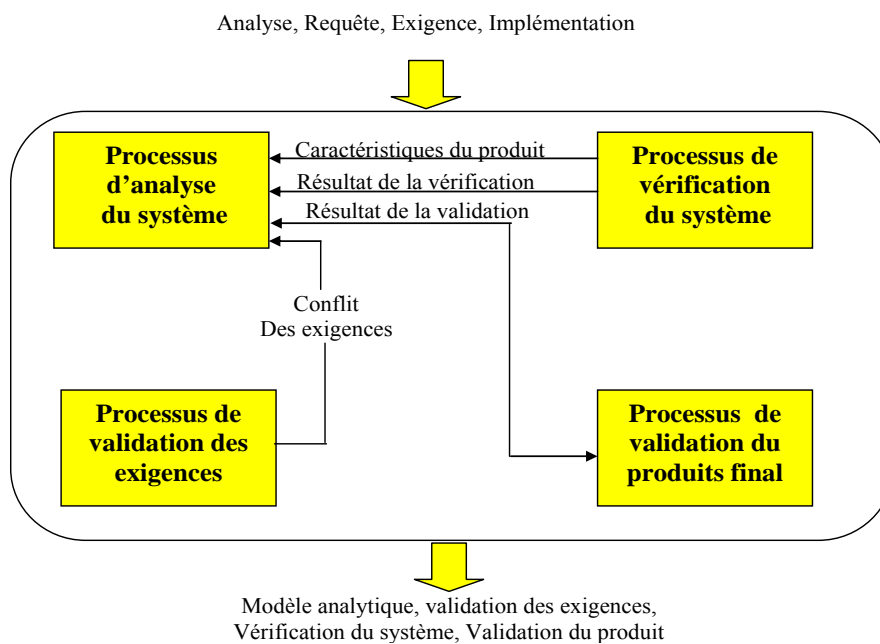 Analyse, Requête, Exigence, Implémentation
Processus
d'analyse
du système
Caractéristiques du produit
Résultat de la vérification
Résultat de la validation
Processus de
vérification
du système
Conflit
Des exigences
Processus de
validation des
exigences
Processus de
validation du
produits final
Modèle analytique, validation des exigences,
Vérification du système, Validation du produit